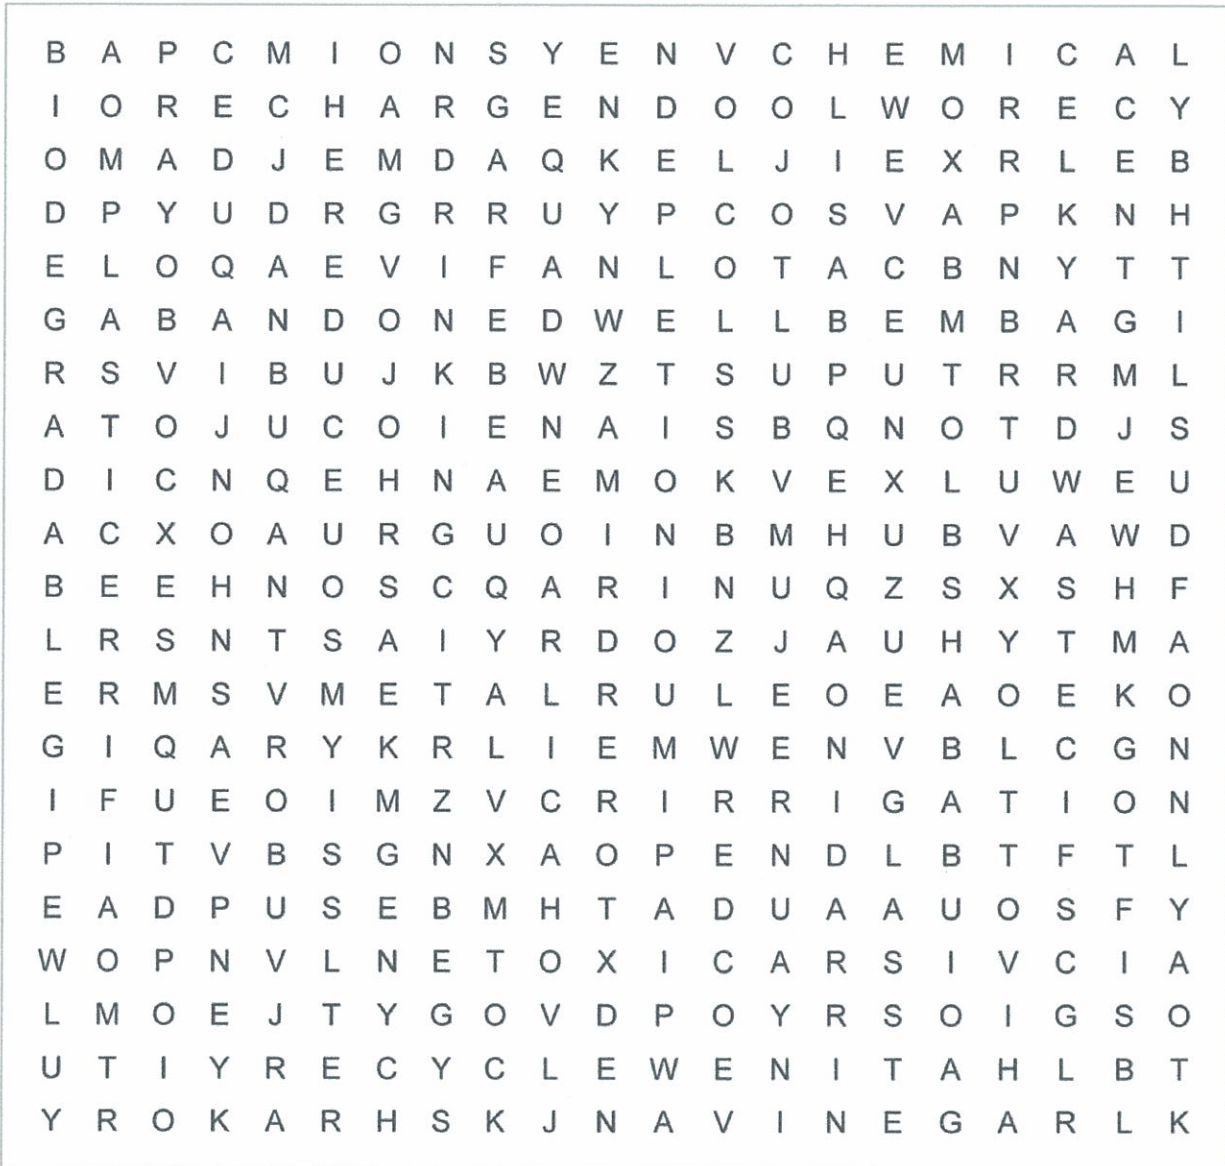 B A P C M I O N S Y E N V C H E M I C A L
I O R E C H A R G E N D O O L W O R E C Y
O M A D J E M D A Q K E L J I E X R L E B
D P Y U D R G R R U Y P C O S V A P K N H
E L O Q A E V I F A N L O T A C B N Y T T
G A B A N D O N E D W E L L B E M B A G I
R S V I B U J K B W Z T S U P U T R R M L
A T O J U C O I E N A I S B Q N O T D J S
D I C N Q E H N A E M O K V E X L U W E U
A C X O A U R G U O I N B M H U B V A W D
B E E H N O S C Q A R I N U Q Z S X S H F
L R S N T S A I Y R D O Z J A U H Y T M A
E R M S V M E T A L R U L E O E A O E K O
G I Q A R Y K R L I E M W E N V B L C G N
I F U E O I M Z V C R I R R I G A T I O N
P I T V B S G N X A O P E N D L B T F T L
E A D P U S E B M H T A D U A A U O S F Y
W O P N V L N E T O X I C A R S I V C I A
L M O E J T Y G O V D P O Y R S O I G S O
U T I Y R E C Y C L E W E N I T A H L B T
Y R O K A R H S K J N A V I N E G A R L K